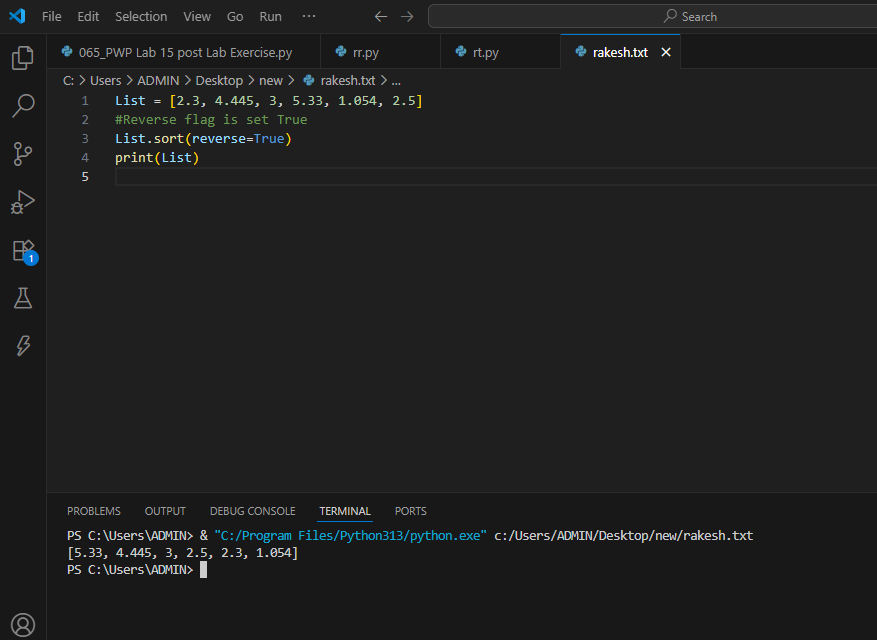 File Edit Selection View Go Run ··· Search
065_PWP Lab 15 post Lab Exercise.py rr.py rt.py rakesh.txt
C: > Users > ADMIN > Desktop > new > rakesh.txt > ...
1 List = [2.3, 4.445, 3, 5.33, 1.054, 2.5]
2 #Reverse flag is set True
3 List.sort(reverse=True)
4 print(List)
5
1
PROBLEMS OUTPUT DEBUG CONSOLE TERMINAL PORTS
PS C:\Users\ADMIN> & "C:/Program Files/Python313/python.exe" c:/Users/ADMIN/Desktop/new/rakesh.txt
[5.33, 4.445, 3, 2.5, 2.3, 1.054]
PS C:\Users\ADMIN>